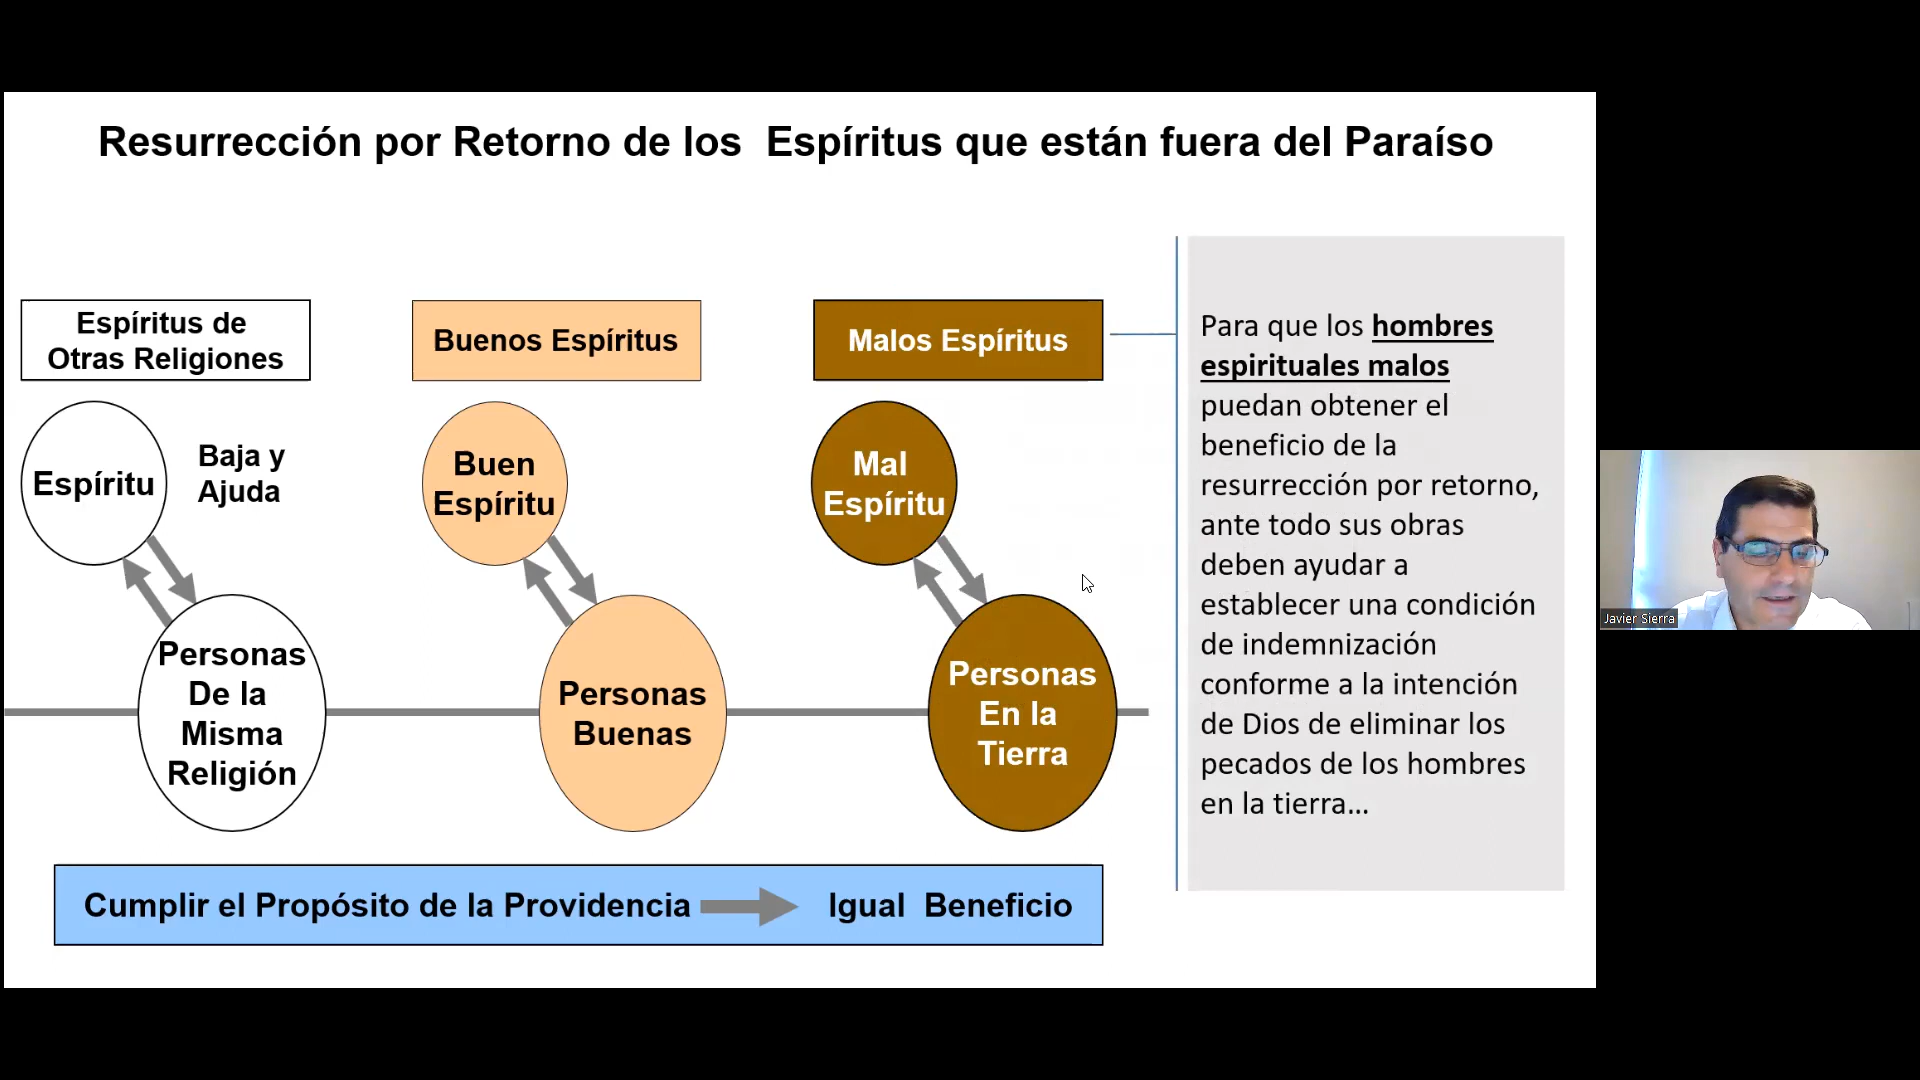 Resurrección por Retorno de los Espíritus que están fuera del Paraíso
Espíritus de
Otras Religiones
Buenos Espíritus
Malos Espíritus
Espíritu
Baja y
Ajuda
Buen
Espíritu
Mal
Espíritu
Personas
De la
Misma
Religión
Personas
Buenas
Personas
En la
Tierra
Cumplir el Propósito de la Providencia
Igual Beneficio
Para que los hombres
espirituales malos
puedan obtener el
beneficio de la
resurrección por retorno,
ante todo sus obras
deben ayudar a
establecer una condición
de indemnización
conforme a la intención
de Dios de eliminar los
pecados de los hombres
en la tierra...
Javier Sierra